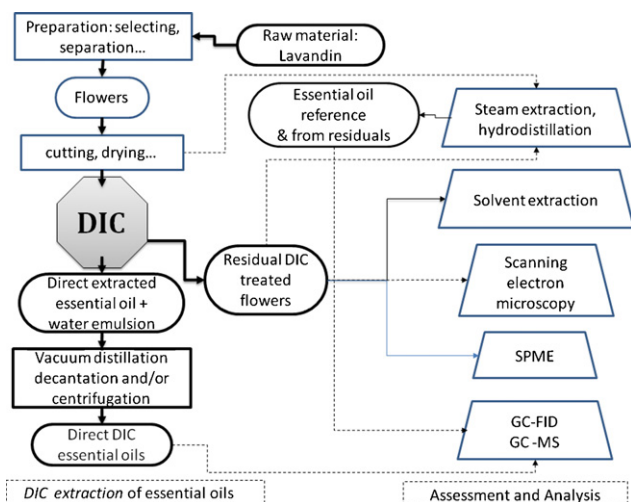 Preparation: selecting,
separation...
Raw material:
Lavandin
Flowers
Essential oil
reference
& from residuals
Steam extraction,
hydrodistillation
cutting, drying...
DIC
Solvent extraction
Residual DIC
treated
flowers
Direct extracted
essential oil +
water emulsion
Scanning
electron
microscopy
Vacuum distillation
decantation and/or
centrifugation
SPME
Direct DIC
essential oils
GC-FID
GC -MS
DIC extraction of essential oils
Assessment and Analysis